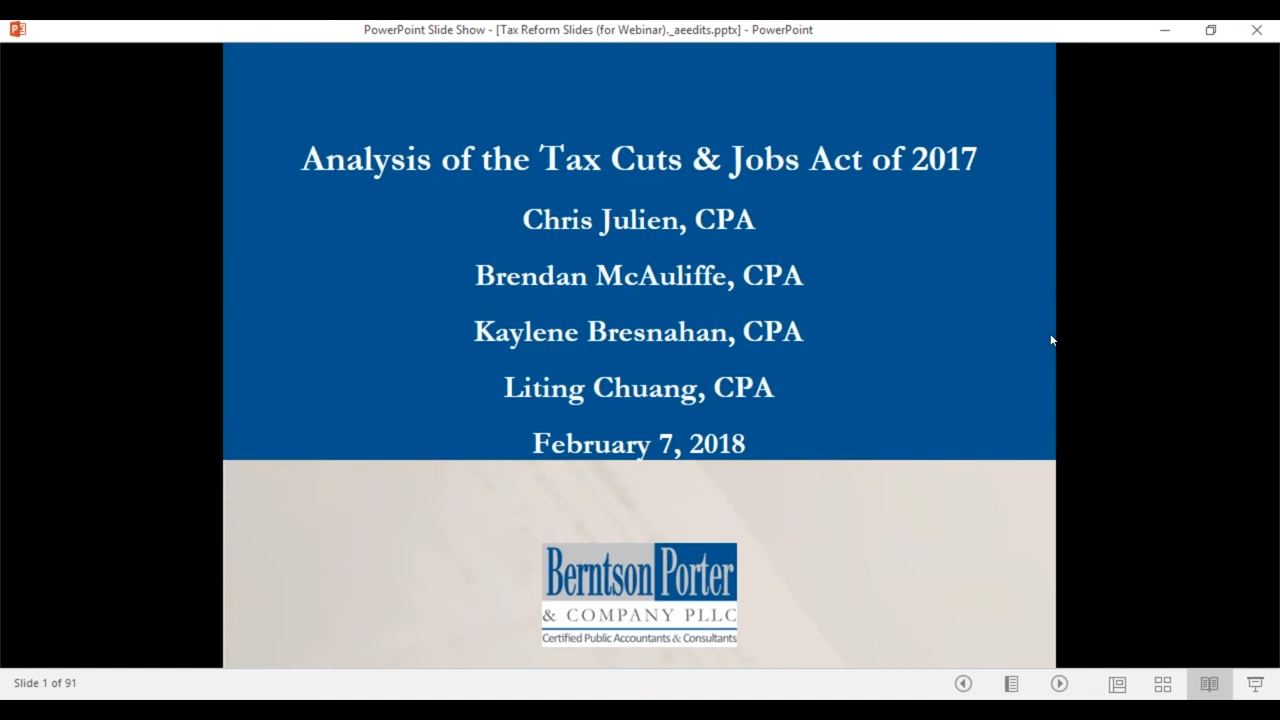 PowerPoint Slide Show - [Tax Reform Slides (for Webinar)._aeedits.pptx] - PowerPoint
Analysis of the Tax Cuts & Jobs Act of 2017
Chris Julien, CPA
Brendan McAuliffe, CPA
Kaylene Bresnahan, CPA
Liting Chuang, CPA
February 7, 2018
Berntson Porter
& COMPANY PLLC
Certified Public Accountants & Consultants
Slide 1 of 91